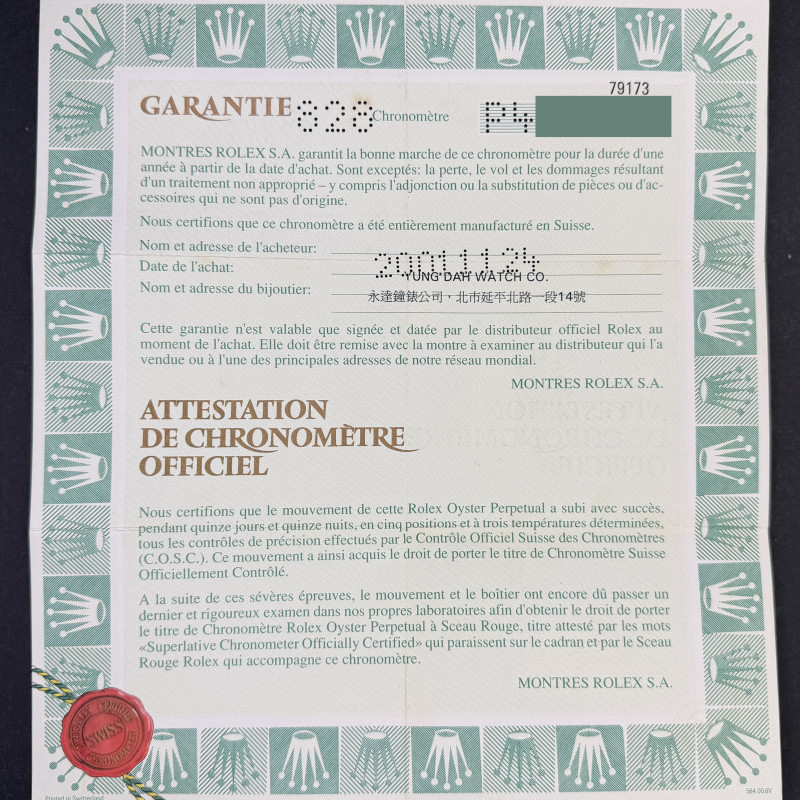 79173
GARANTIE 828 Chronomètre P4
MONTRES ROLEX S.A. garantit la bonne marche de ce chronomètre pour la durée d'une
année à partir de la date d'achat. Sont exceptés: la perte, le vol et les dommages résultant
d'un traitement non approprié – y compris l'adjonction ou la substitution de pièces ou d'ac-
cessoires qui ne sont pas d'origine.
Nous certifions que ce chronomètre a été entièrement manufacturé en Suisse.
Nom et adresse de l'acheteur:
Date de l'achat: 20011124
YUNG DAH WATCH CO.
Nom et adresse du bijoutier: 永達鐘錶公司,北市延平北路一段14號
Cette garantie n'est valable que signée et datée par le distributeur officiel Rolex au
moment de l'achat. Elle doit être remise avec la montre à examiner au distributeur qui l'a
vendue ou à l'une des principales adresses de notre réseau mondial.
MONTRES ROLEX S.A.
ATTESTATION
DE CHRONOMÈTRE
OFFICIEL
Nous certifions que le mouvement de cette Rolex Oyster Perpetual a subi avec succès,
pendant quinze jours et quinze nuits, en cinq positions et à trois températures déterminées,
tous les contrôles de précision effectués par le Contrôle Officiel Suisse des Chronomètres
(C.O.S.C.). Ce mouvement a ainsi acquis le droit de porter le titre de Chronomètre Suisse
Officiellement Contrôlé.
A la suite de ces sévères épreuves, le mouvement et le boîtier ont encore dû passer un
dernier et rigoureux examen dans nos propres laboratoires afin d'obtenir le droit de porter
le titre de Chronomètre Rolex Oyster Perpetual à Sceau Rouge, titre attesté par les mots
«Superlative Chronometer Officially Certified» qui paraissent sur le cadran et par le Sceau
Rouge Rolex qui accompagne ce chronomètre.
MONTRES ROLEX S.A.
SWISS
Printed in Switzerland